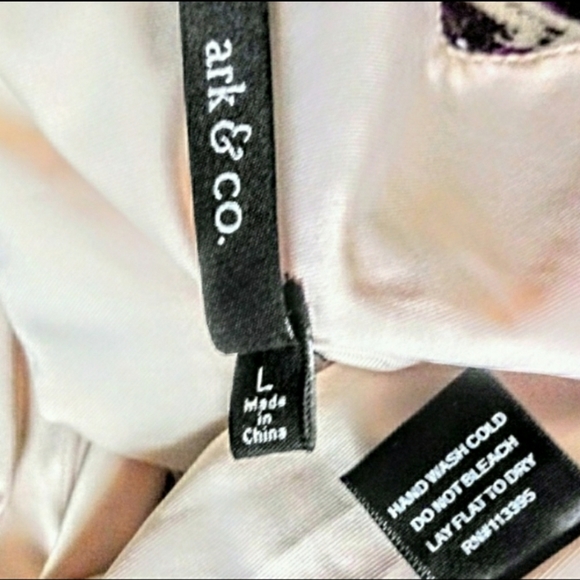 ark & co.
L
Made
in
China
HAND WASH COLD
DO NOT BLEACH
LAY FLAT TO DRY
RN#113395